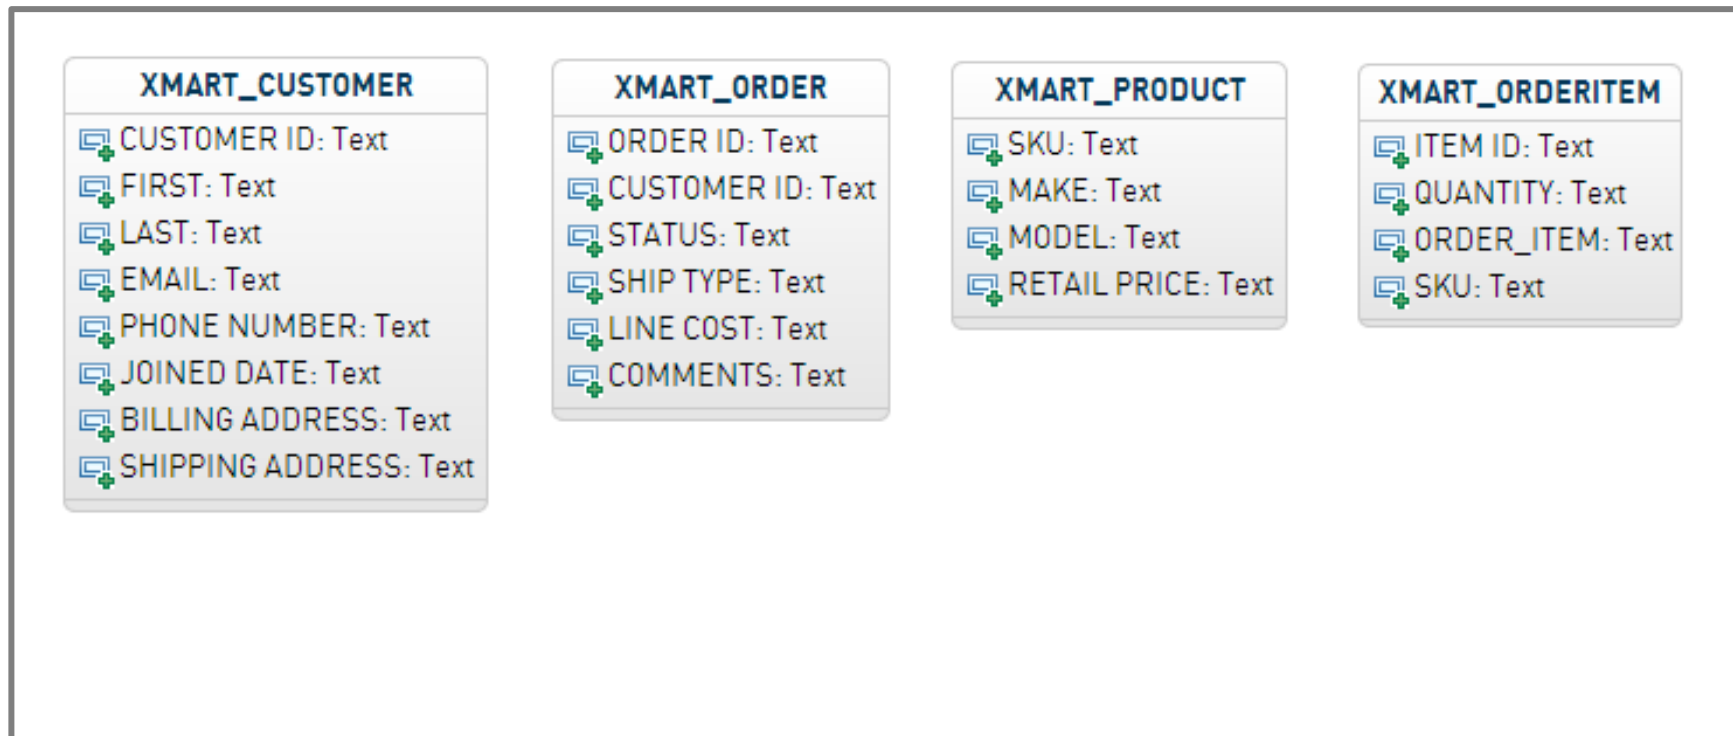 XMART_CUSTOMER
CUSTOMER ID: Text
FIRST: Text
LAST: Text
EMAIL: Text
PHONE NUMBER: Text
JOINED DATE: Text
BILLING ADDRESS: Text
SHIPPING ADDRESS: Text
XMART_ORDER
ORDER ID: Text
CUSTOMER ID: Text
STATUS: Text
SHIP TYPE: Text
LINE COST: Text
COMMENTS: Text
XMART_PRODUCT
SKU: Text
MAKE: Text
MODEL: Text
RETAIL PRICE: Text
XMART_ORDERITEM
ITEM ID: Text
QUANTITY: Text
ORDER_ITEM: Text
SKU: Text